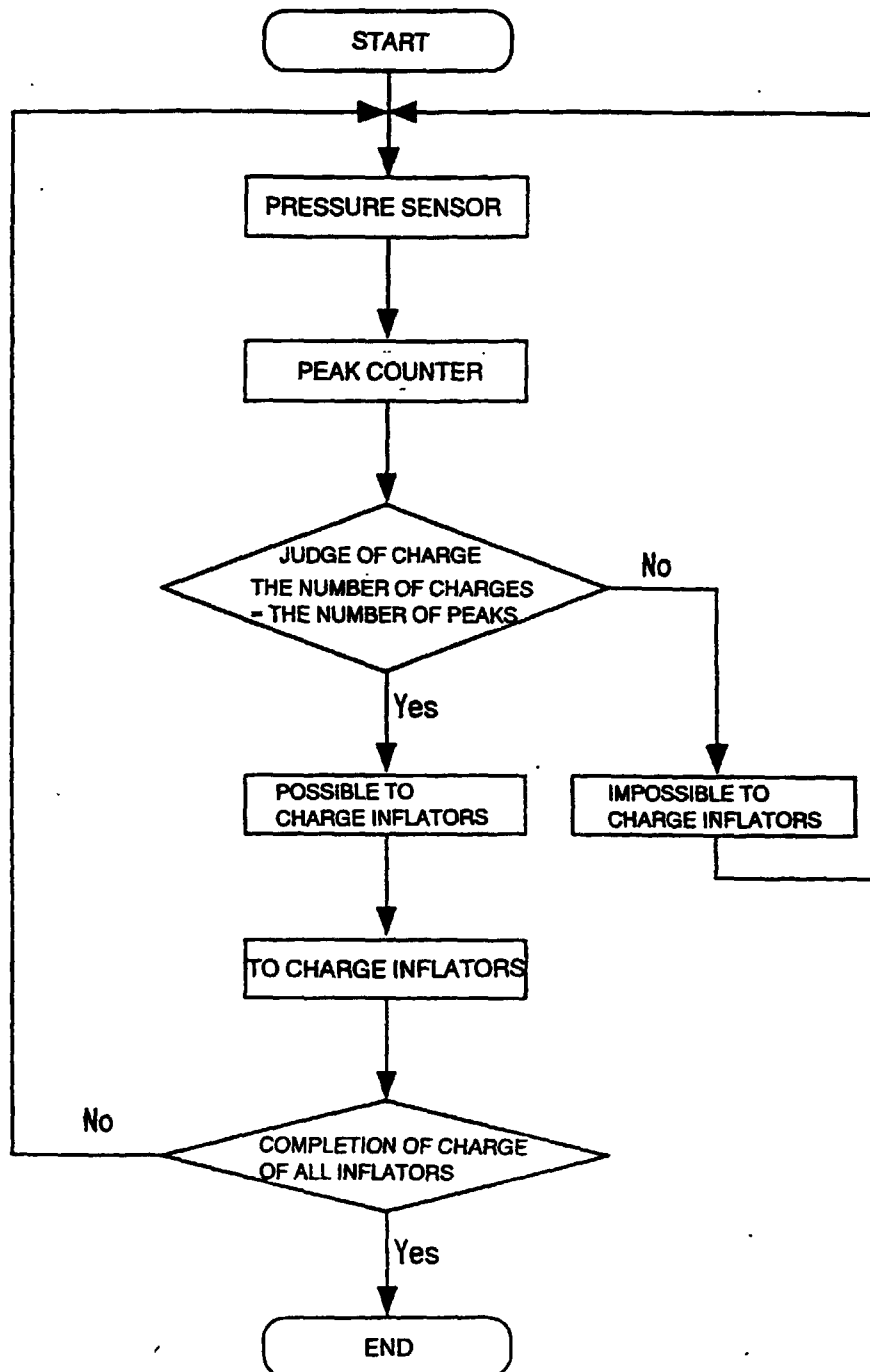 START
PRESSURE SENSOR
PEAK COUNTER
JUDGE OF CHARGE
THE NUMBER OF CHARGES
= THE NUMBER OF PEAKS
No
Yes
POSSIBLE TO
CHARGE INFLATORS
IMPOSSIBLE TO
CHARGE INFLATORS
TO CHARGE INFLATORS
No
COMPLETION OF CHARGE
OF ALL INFLATORS
Yes
END